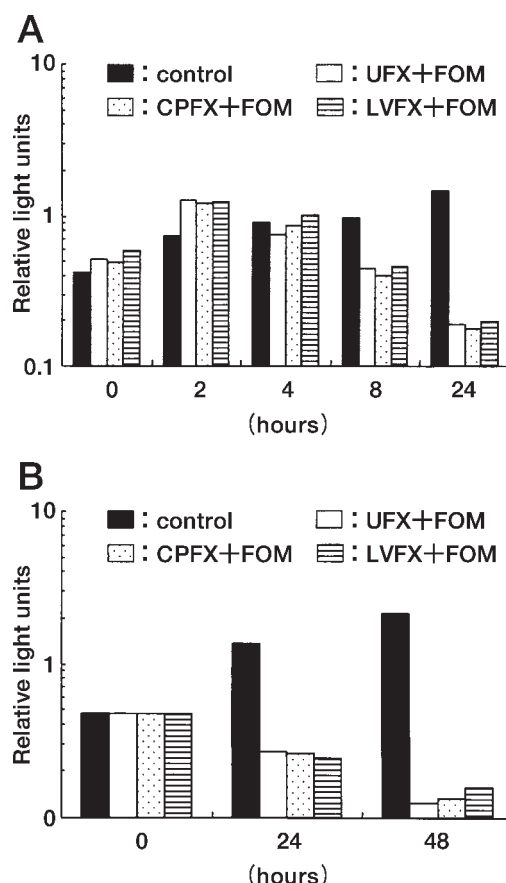 A
10
1
0.1
Relative light units
: control
: UFX+FOM
: CPFX+FOM
: LVFX+FOM
0 2 4 8 24
(hours)
B
10
1
0
Relative light units
: control
: UFX+FOM
: CPFX+FOM
: LVFX+FOM
0 24 48
(hours)